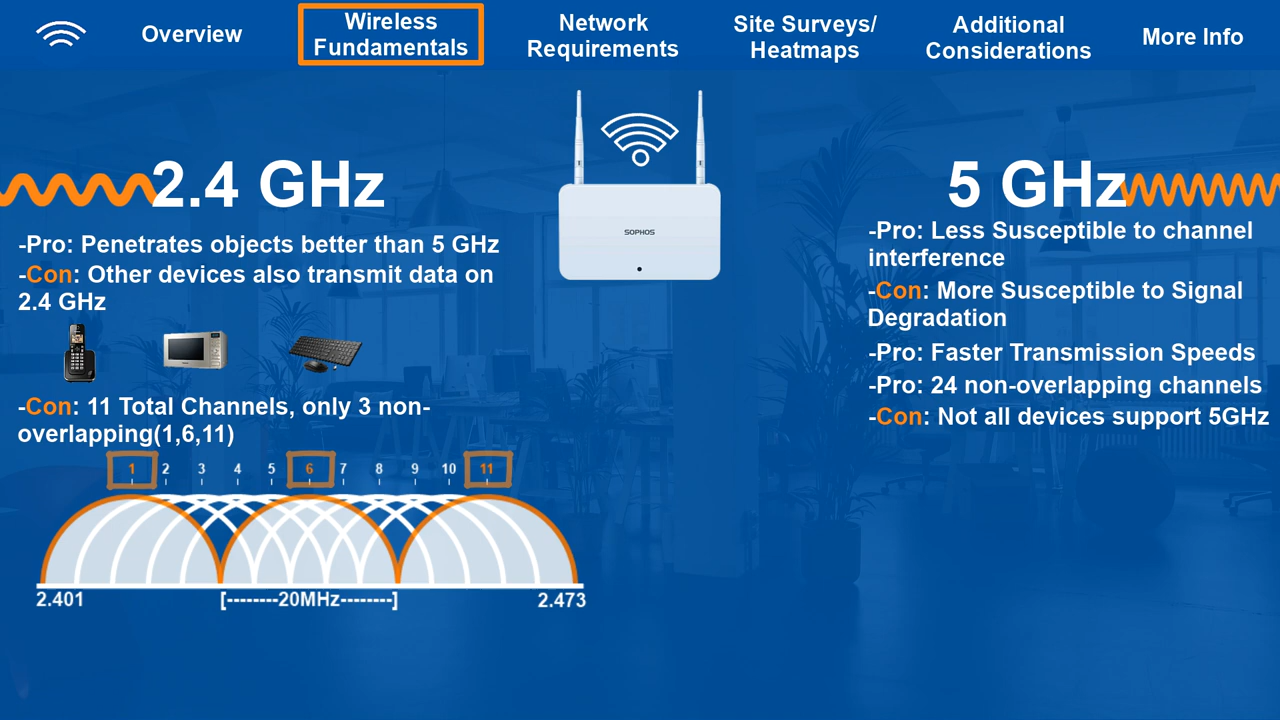 Overview
Wireless
Fundamentals
Network
Requirements
Site Surveys/
Heatmaps
Additional
Considerations
More Info
2.4 GHz
-Pro: Penetrates objects better than 5 GHz
-Con: Other devices also transmit data on
2.4 GHz
-Con: 11 Total Channels, only 3 non-
overlapping(1,6,11)
1 2 3 4 5 6 7 8 9 10 11
2.401 [--------20MHz--------] 2.473
SOPHOS
5 GHz
-Pro: Less Susceptible to channel
interference
-Con: More Susceptible to Signal
Degradation
-Pro: Faster Transmission Speeds
-Pro: 24 non-overlapping channels
-Con: Not all devices support 5GHz